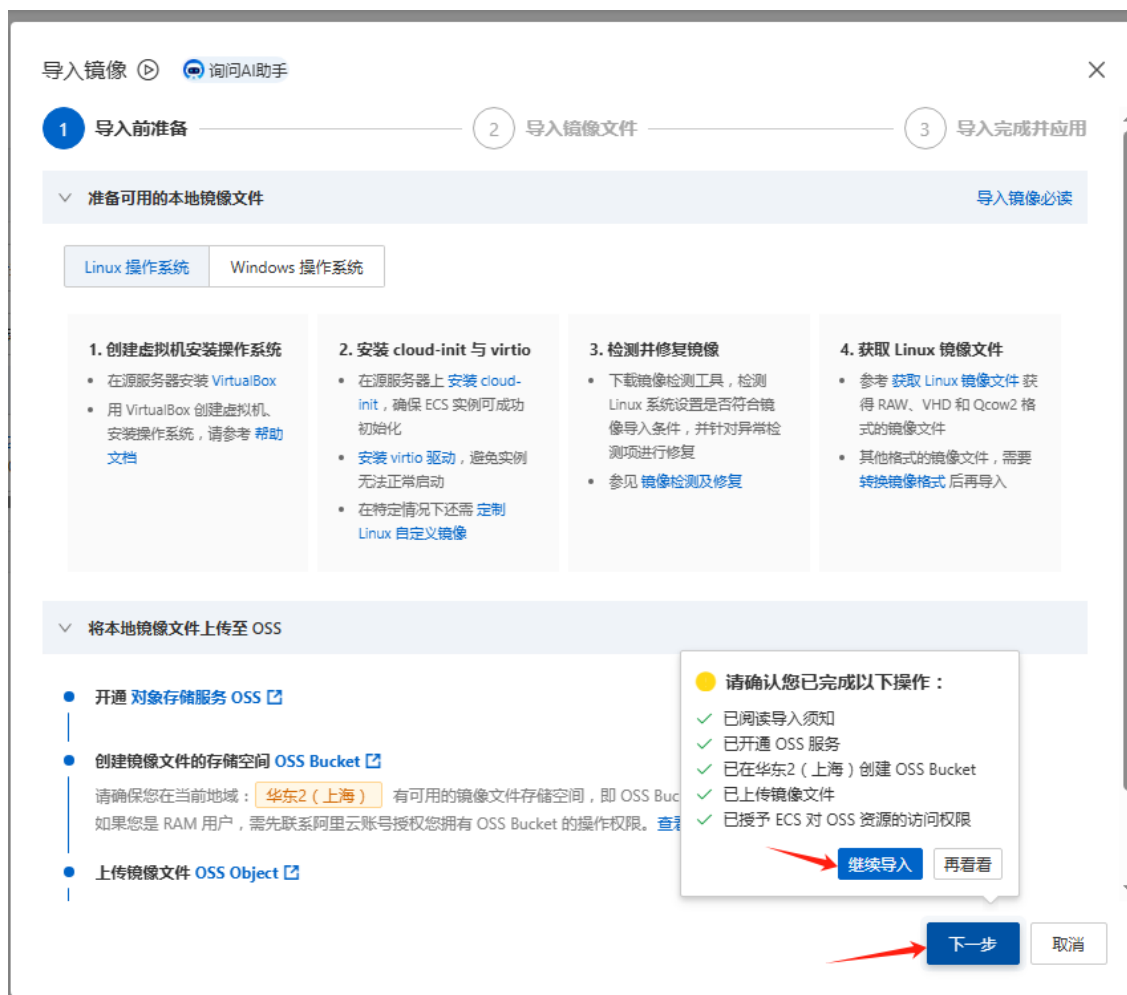 导入镜像 询问AI助手
1 导入前准备 2 导入镜像文件 3 导入完成并应用
准备可用的本地镜像文件 导入镜像必读
Linux 操作系统 Windows 操作系统
1. 创建虚拟机安装操作系统
在源服务器安装 VirtualBox
用 VirtualBox 创建虚拟机、
安装操作系统，请参考 帮助
文档
2. 安装 cloud-init 与 virtio
在源服务器上 安装 cloud-
init，确保 ECS 实例可成功
初始化
安装 virtio 驱动，避免实例
无法正常启动
在特定情况下还需 定制
Linux 自定义镜像
3. 检测并修复镜像
下载镜像检测工具，检测
Linux 系统设置是否符合镜
像导入条件，并针对异常检
测项进行修复
参见 镜像检测及修复
4. 获取 Linux 镜像文件
参考 获取 Linux 镜像文件 获
得 RAW、VHD 和 Qcow2 格
式的镜像文件
其他格式的镜像文件，需要
转换镜像格式 后再导入
将本地镜像文件上传至 OSS
开通 对象存储服务 OSS
创建镜像文件的存储空间 OSS Bucket
请确保您在当前地域： 华东2（上海） 有可用的镜像文件存储空间，即 OSS Buc
如果您是 RAM 用户，需先联系阿里云账号授权您拥有 OSS Bucket 的操作权限。查
上传镜像文件 OSS Object
请确认您已完成以下操作：
已阅读导入须知
已开通 OSS 服务
已在华东2（上海）创建 OSS Bucket
已上传镜像文件
已授予 ECS 对 OSS 资源的访问权限
继续导入 再看看
下一步 取消